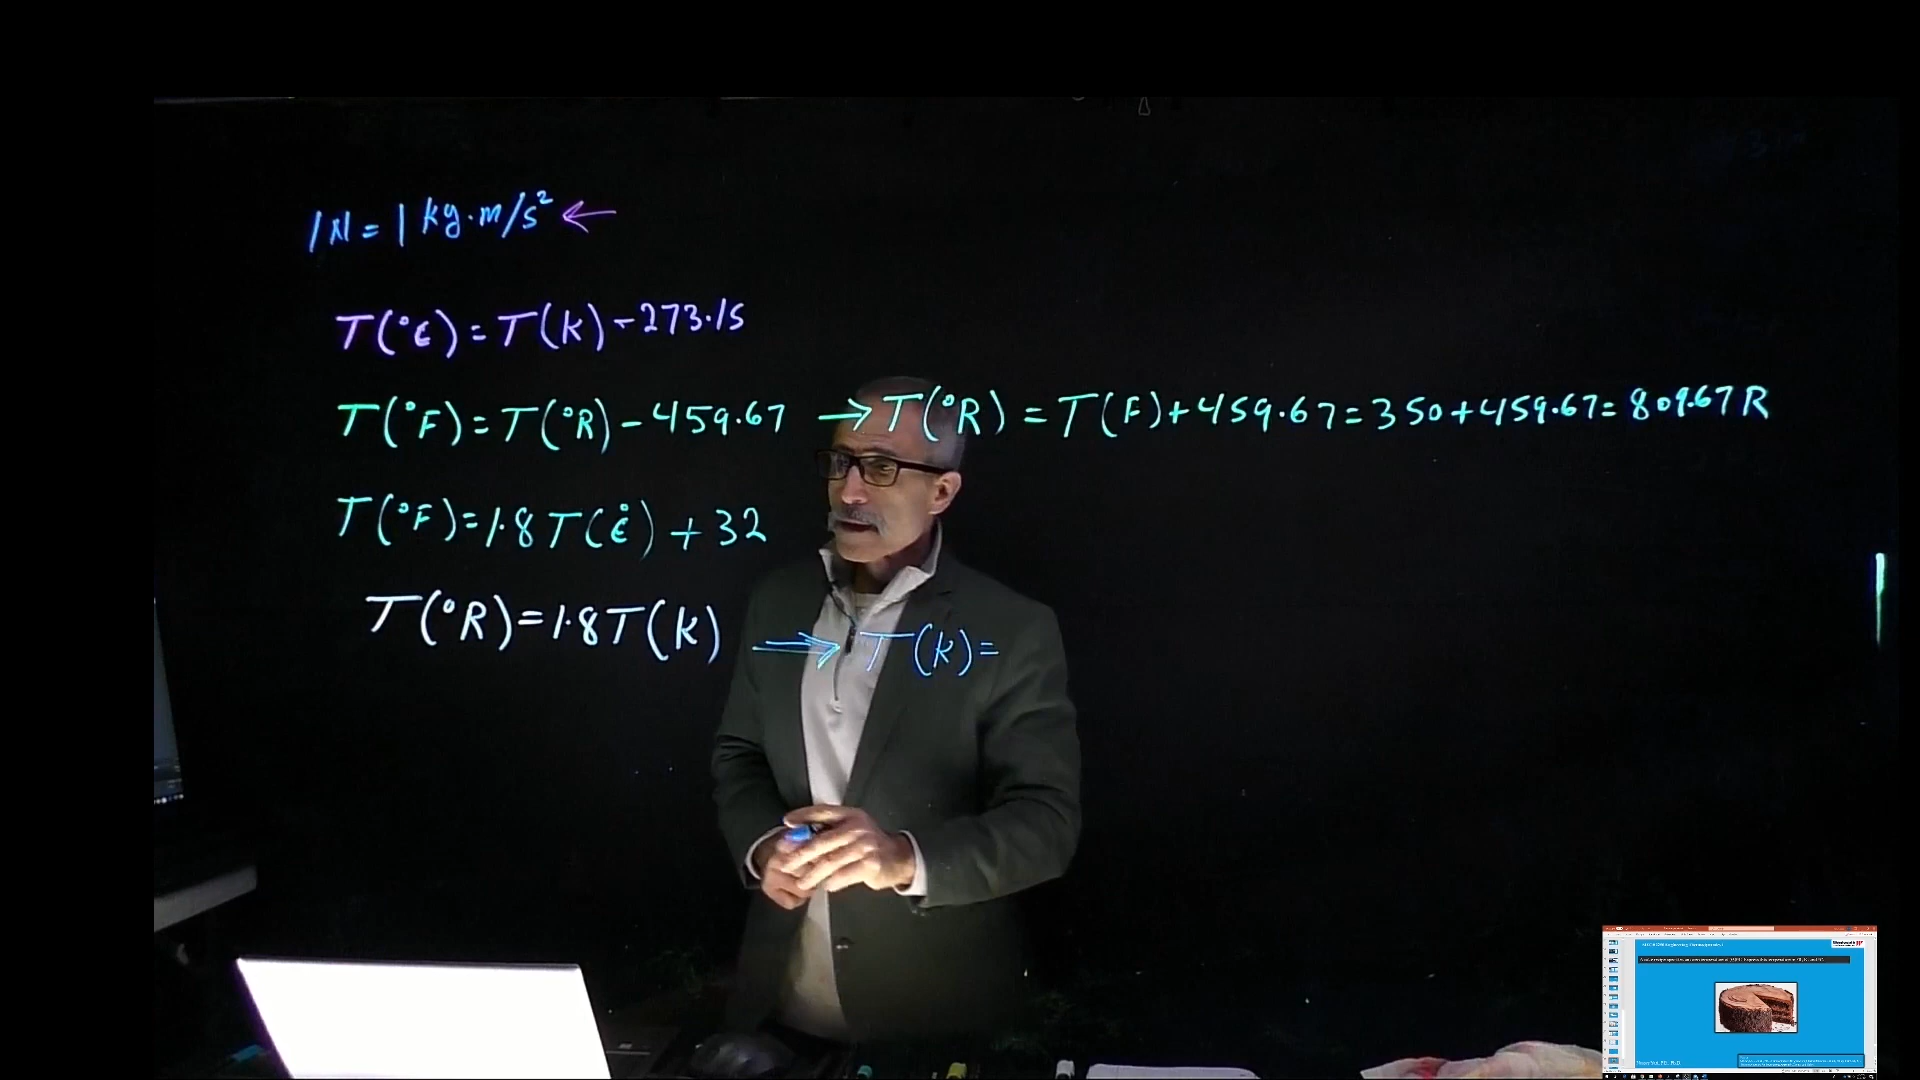 1N = 1 kg.m/s²
T(°C) = T(K) - 273.15
T(°F) = T(°R) - 459.67 → T(°R) = T(F) + 459.67 = 350 + 459.67 = 809.67 R
T(°F) = 1.8 T(°C) + 32
T(°R) = 1.8 T(K) ⇒ T(K) =